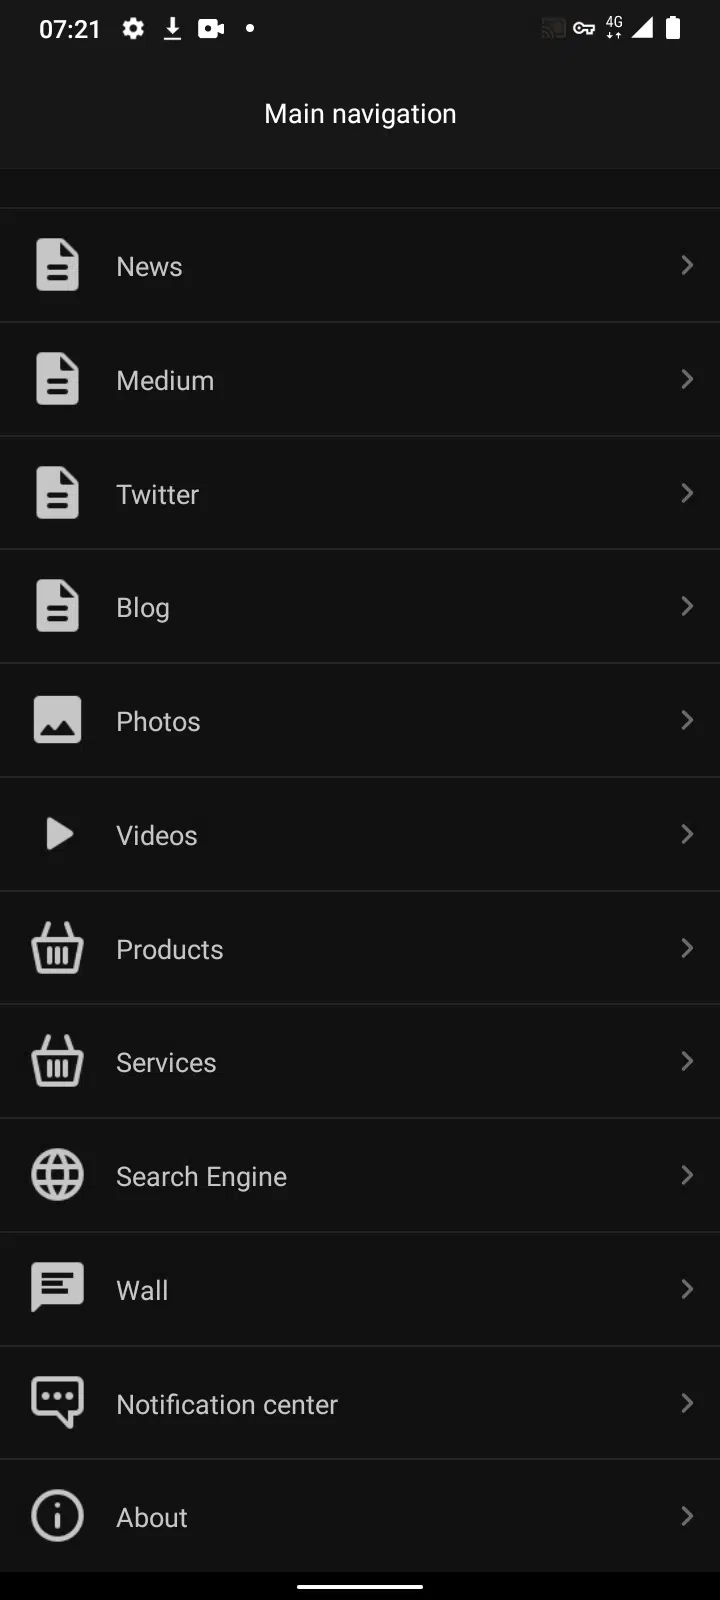 07:21
4G
Main navigation
News
Medium
Twitter
Blog
Photos
Videos
Products
Services
Search Engine
Wall
Notification center
About